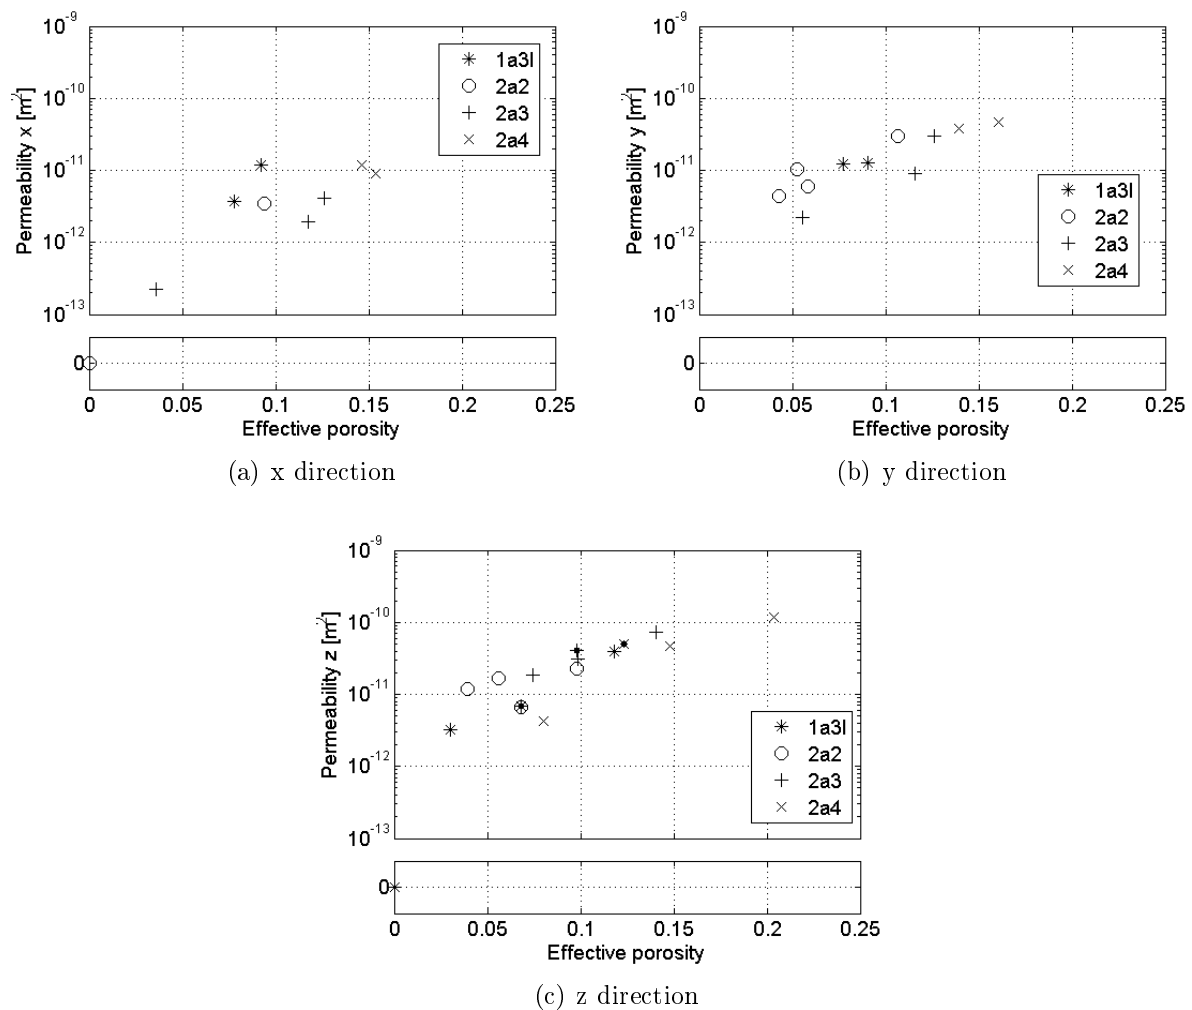 10^-9
10^-10
10^-11
10^-12
10^-13
Permeability x [m^2]
1a3l
2a2
2a3
2a4
0
0 0.05 0.1 0.15 0.2 0.25
Effective porosity
(a) x direction
10^-9
10^-10
10^-11
10^-12
10^-13
Permeability y [m^2]
1a3l
2a2
2a3
2a4
0
0 0.05 0.1 0.15 0.2 0.25
Effective porosity
(b) y direction
10^-9
10^-10
10^-11
10^-12
10^-13
Permeability z [m^2]
1a3l
2a2
2a3
2a4
0
0 0.05 0.1 0.15 0.2 0.25
Effective porosity
(c) z direction